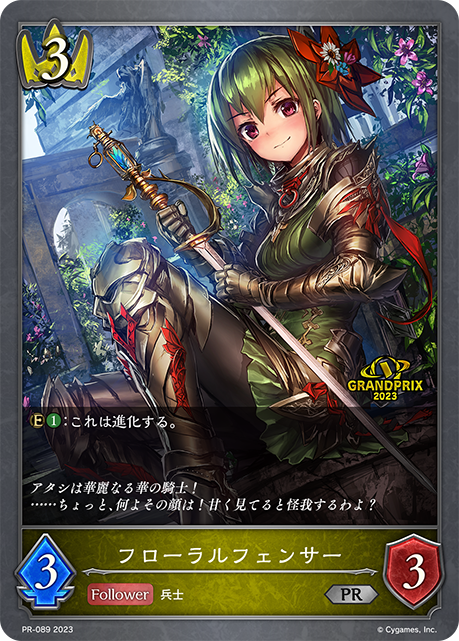 3
GRANDPRIX
2023
E 1：これは進化する。
アタシは華麗なる華の騎士！
……ちょっと、何よその顔は！甘く見てると怪我するわよ？
フローラルフェンサー
3
Follower 兵士
PR
3
PR-089 2023
© Cygames, Inc.